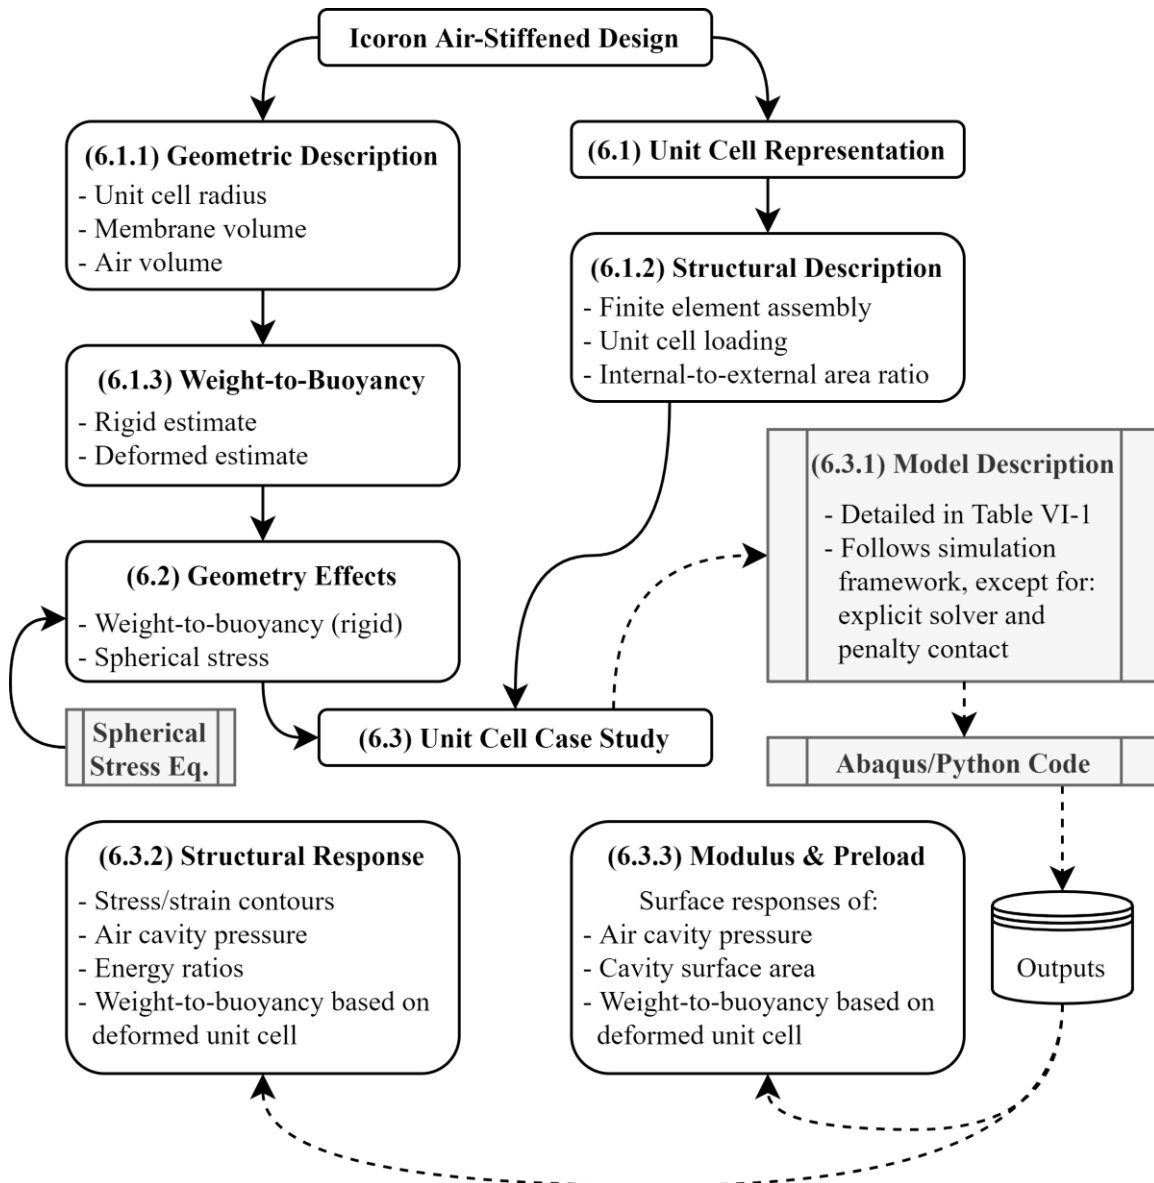 Icoron Air-Stiffened Design
(6.1.1) Geometric Description
- Unit cell radius
- Membrane volume
- Air volume
(6.1) Unit Cell Representation
(6.1.2) Structural Description
- Finite element assembly
- Unit cell loading
- Internal-to-external area ratio
(6.1.3) Weight-to-Buoyancy
- Rigid estimate
- Deformed estimate
(6.3.1) Model Description
- Detailed in Table VI-1
- Follows simulation
framework, except for:
explicit solver and
penalty contact
(6.2) Geometry Effects
- Weight-to-buoyancy (rigid)
- Spherical stress
Spherical
Stress Eq.
(6.3) Unit Cell Case Study
Abaqus/Python Code
(6.3.2) Structural Response
- Stress/strain contours
- Air cavity pressure
- Energy ratios
- Weight-to-buoyancy based on
deformed unit cell
(6.3.3) Modulus & Preload
Surface responses of:
- Air cavity pressure
- Cavity surface area
- Weight-to-buoyancy based on
deformed unit cell
Outputs